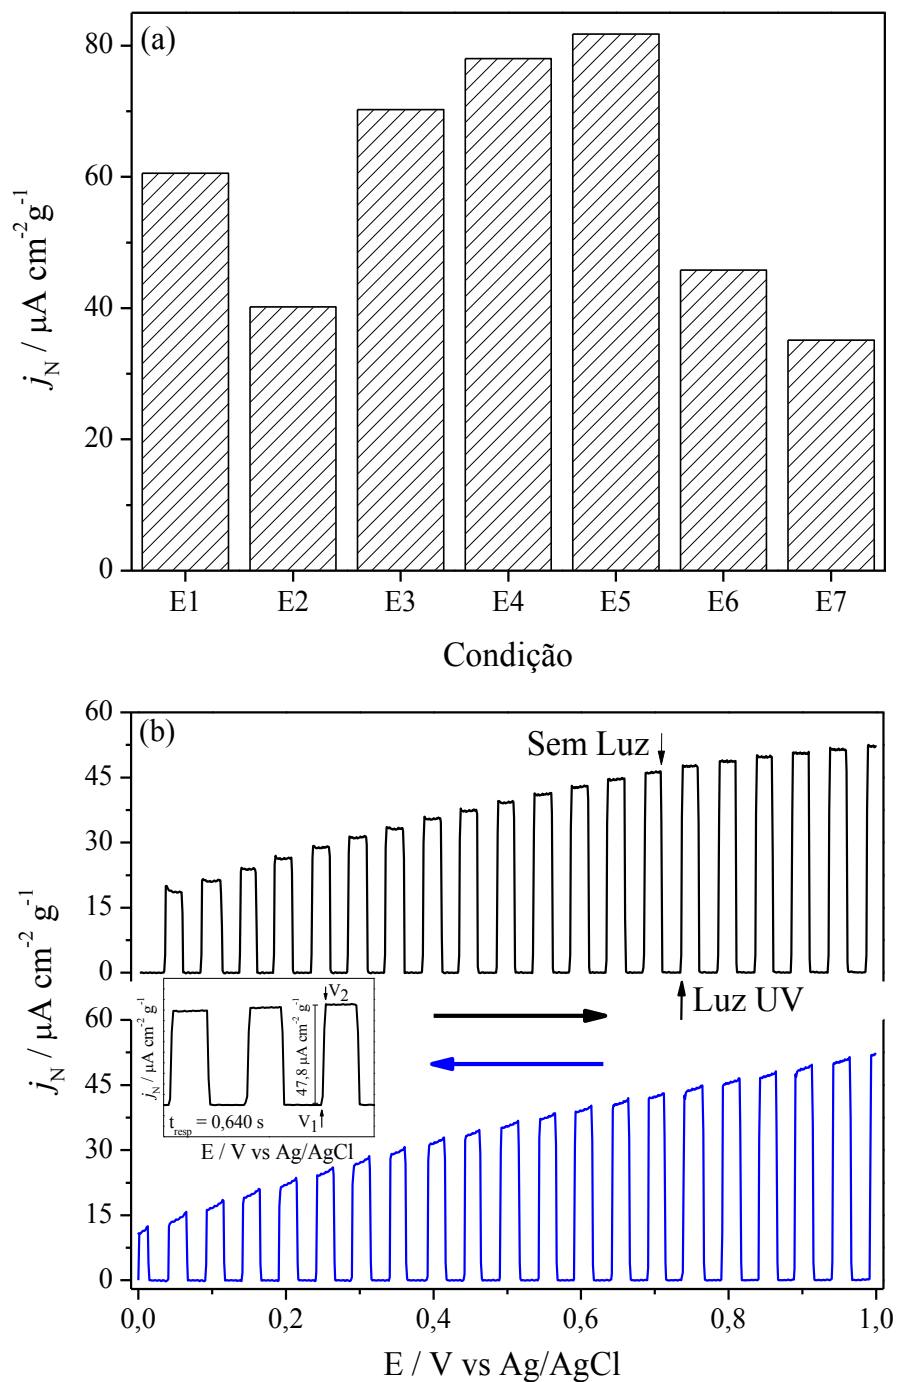 (a)
80
60
40
20
0
j_N / μA cm⁻²g⁻¹
E1 E2 E3 E4 E5 E6 E7
Condição
(b)
60
45
30
15
0
Sem Luz
Luz UV
j_N / μA cm⁻² g⁻¹
60
45
30
15
0
j_N / μA cm⁻² g⁻¹
V₂
47,8 μA cm⁻² g⁻¹
t_resp = 0,640 s
V₁
E / V vs Ag/AgCl
0,0 0,2 0,4 0,6 0,8 1,0
E / V vs Ag/AgCl